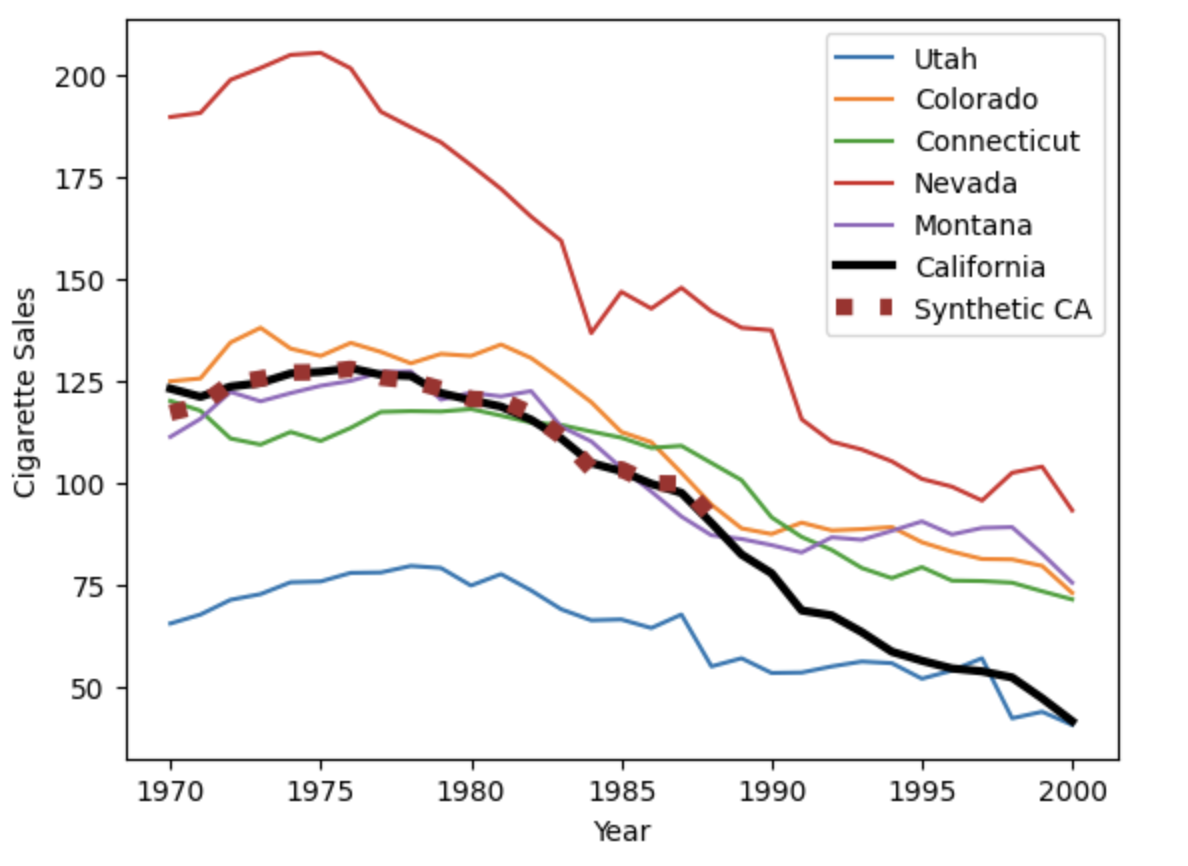 200
175
150
125
100
75
50
Cigarette Sales
Utah
Colorado
Connecticut
Nevada
Montana
California
Synthetic CA
1970 1975 1980 1985 1990 1995 2000
Year